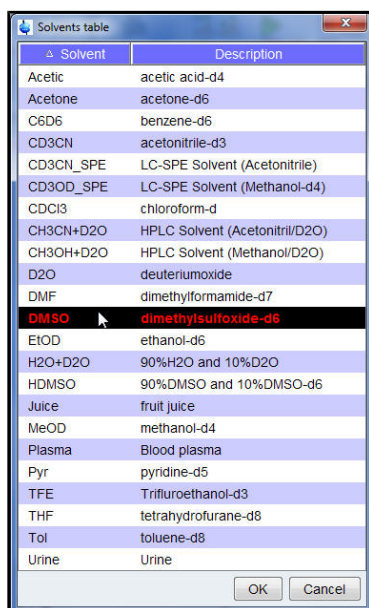 Solvents table
Solvent Description
Acetic acetic acid-d4
Acetone acetone-d6
C6D6 benzene-d6
CD3CN acetonitrile-d3
CD3CN_SPE LC-SPE Solvent (Acetonitrile)
CD3OD_SPE LC-SPE Solvent (Methanol-d4)
CDCl3 chloroform-d
CH3CN+D2O HPLC Solvent (Acetonitril/D2O)
CH3OH+D2O HPLC Solvent (Methanol/D2O)
D2O deuteriumoxide
DMF dimethylformamide-d7
DMSO dimethylsulfoxide-d6
EtOD ethanol-d6
H2O+D2O 90%H2O and 10%D2O
HDMSO 90%DMSO and 10%DMSO-d6
Juice fruit juice
MeOD methanol-d4
Plasma Blood plasma
Pyr pyridine-d5
TFE Trifluroethanol-d3
THF tetrahydrofurane-d8
Tol toluene-d8
Urine Urine
OK Cancel